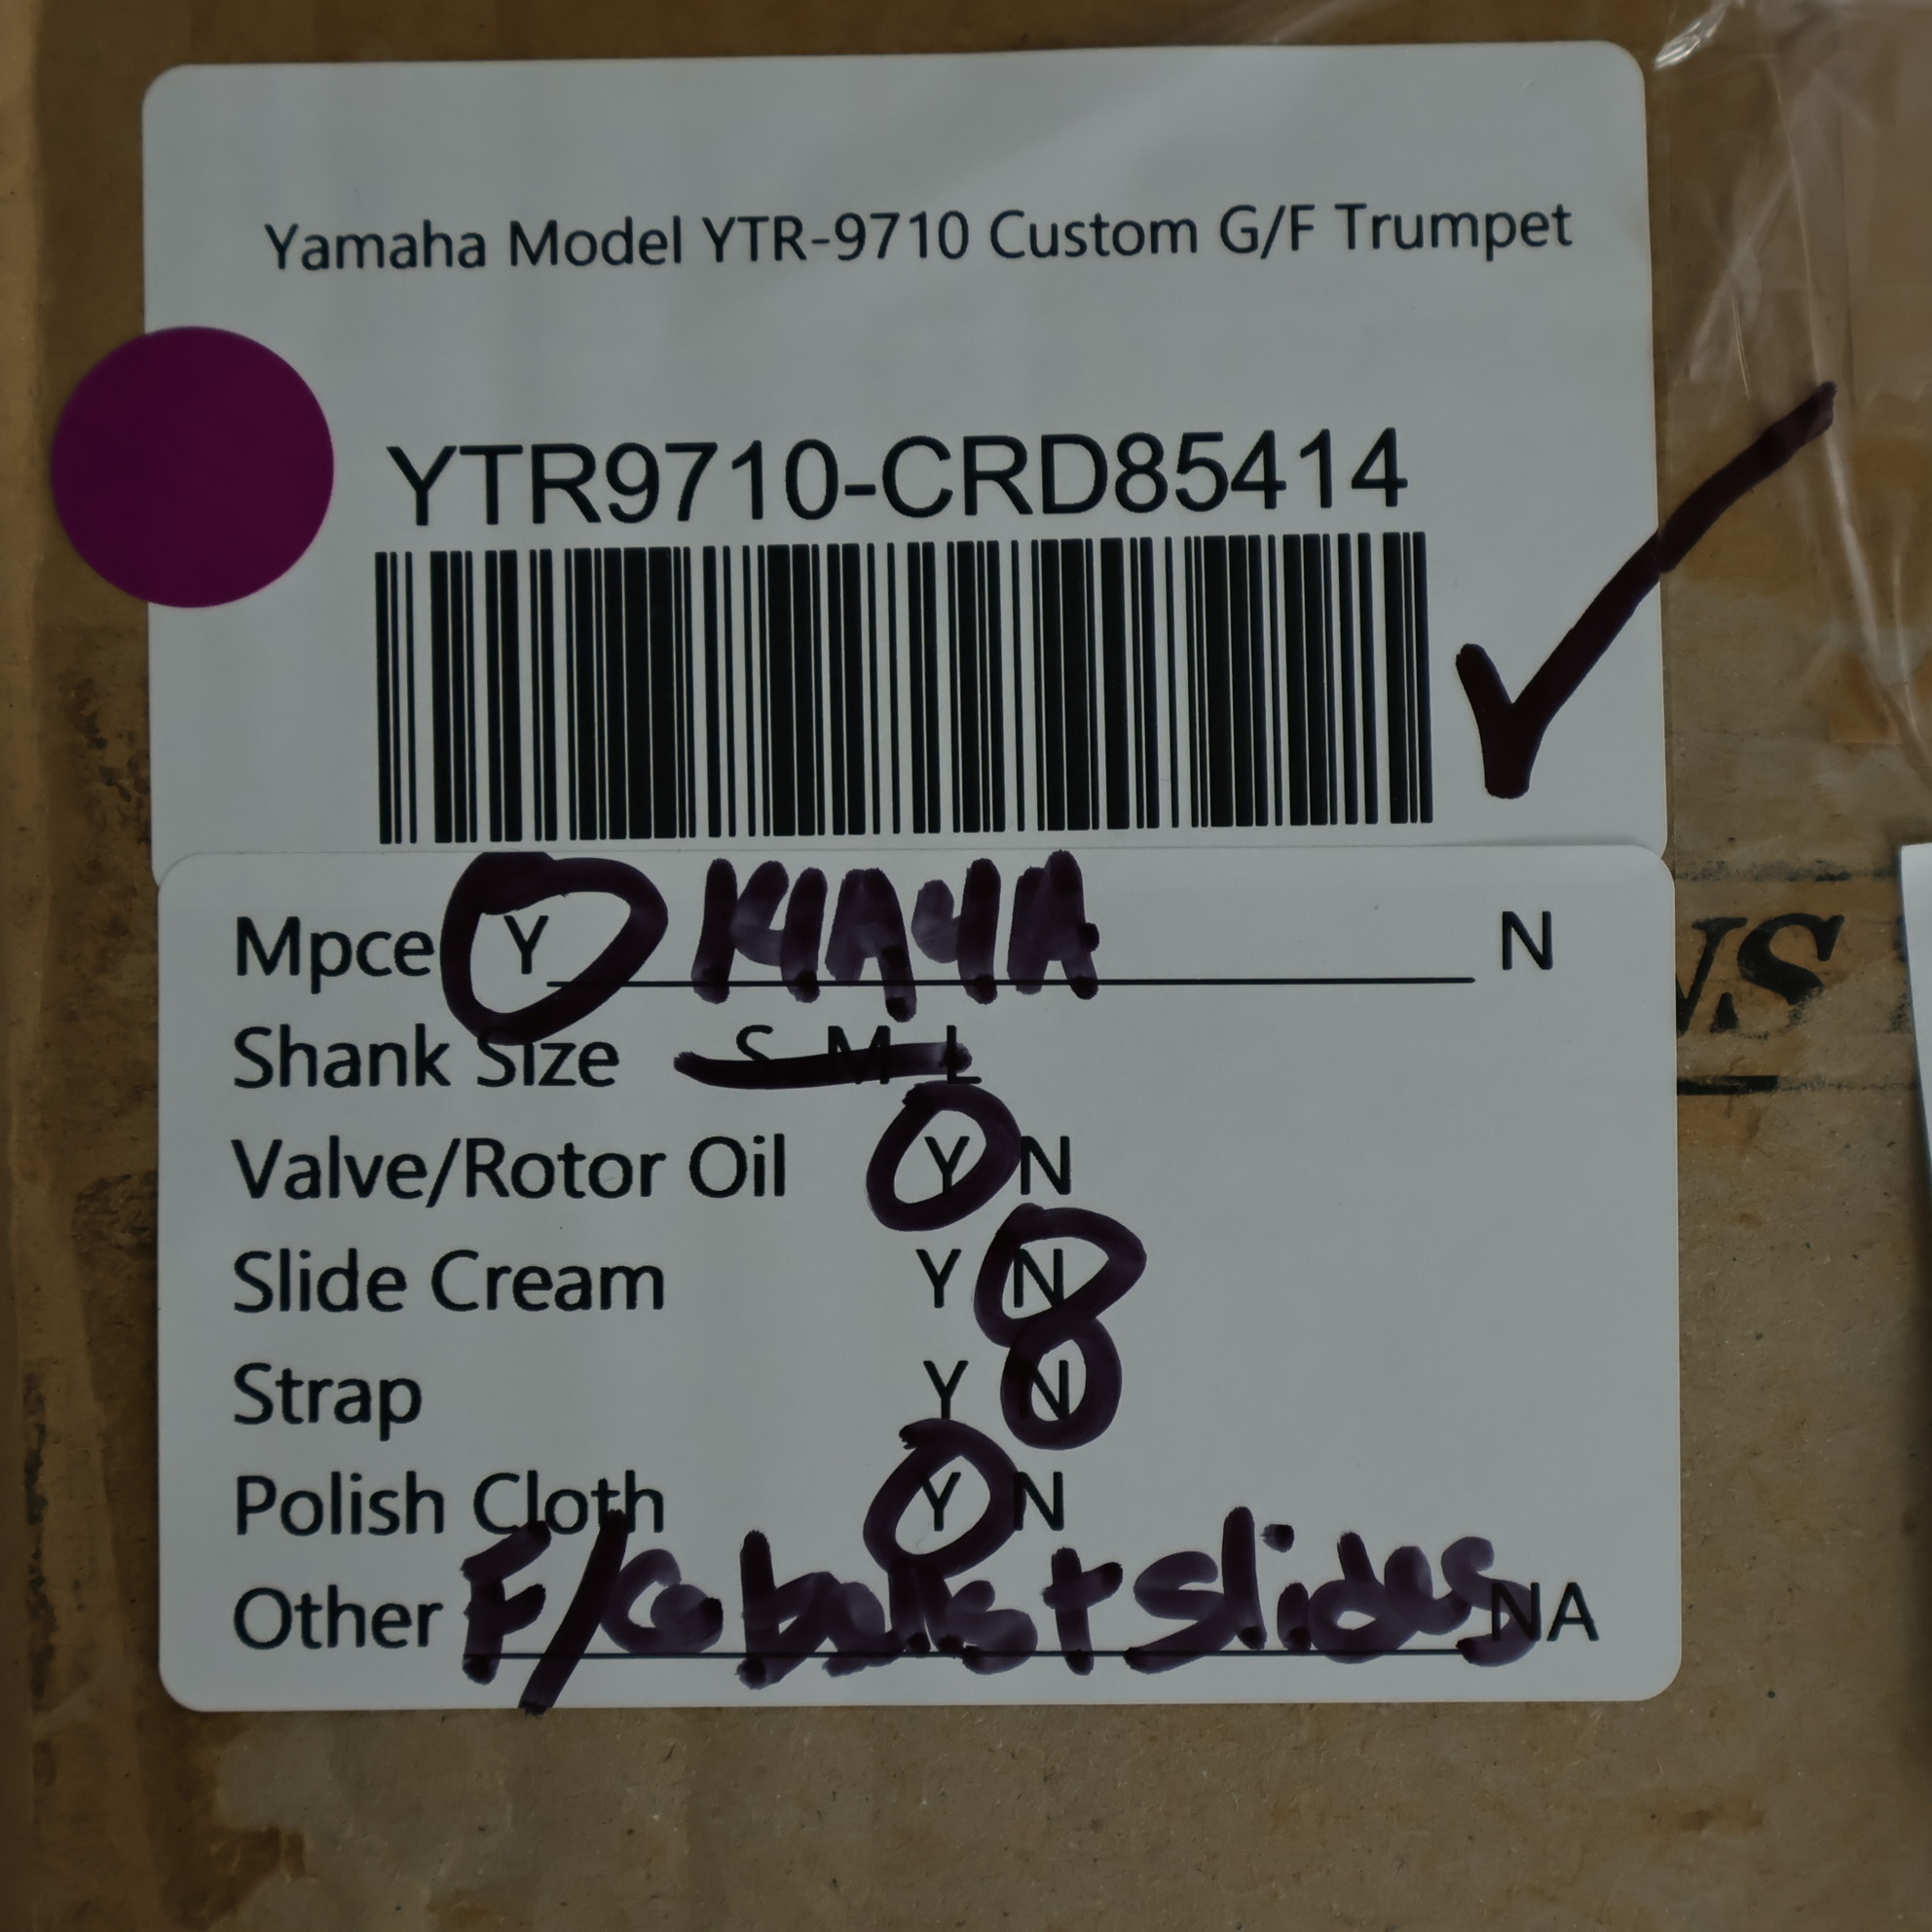 Yamaha Model YTR-9710 Custom G/F Trumpet
YTR9710-CRD85414
Mpce Y 14A4A N
Shank Size S M L
Valve/Rotor Oil Y N
Slide Cream Y N
Strap Y N
Polish Cloth Y N
Other F/G slides NA